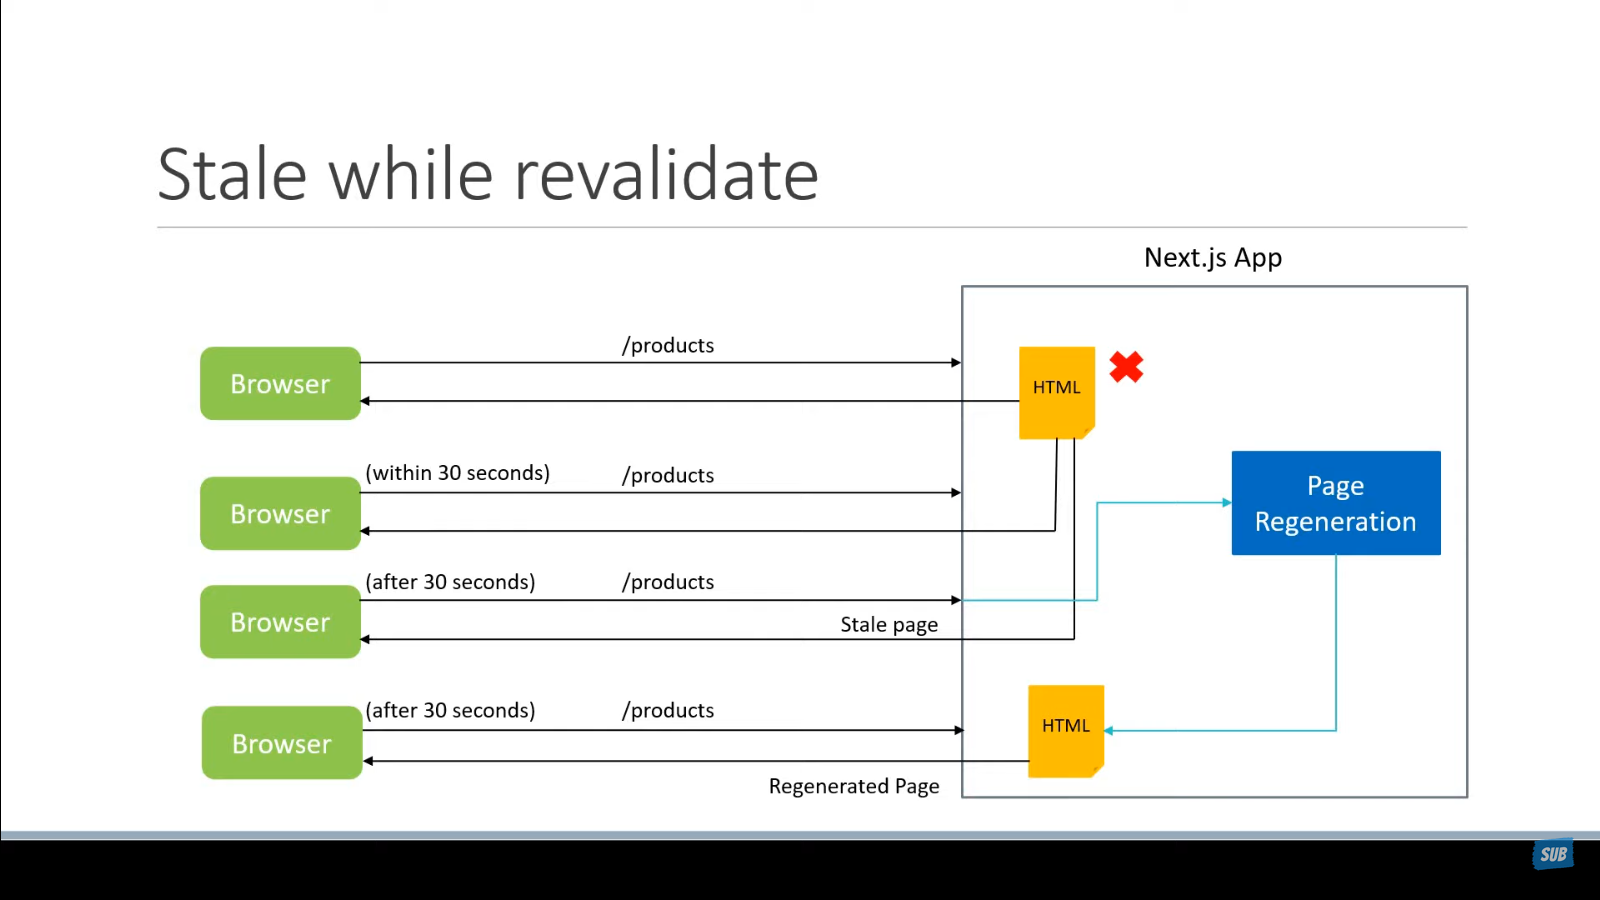 Stale while revalidate
Next.js App
/products
Browser
HTML
(within 30 seconds) /products
Browser
Page
Regeneration
(after 30 seconds) /products
Browser
Stale page
(after 30 seconds) /products
Browser
HTML
Regenerated Page
SUB